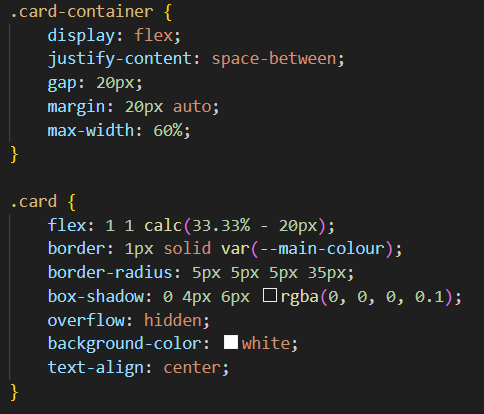 .card-container {
    display: flex;
    justify-content: space-between;
    gap: 20px;
    margin: 20px auto;
    max-width: 60%;
}

.card {
    flex: 1 1 calc(33.33% - 20px);
    border: 1px solid var(--main-colour);
    border-radius: 5px 5px 5px 35px;
    box-shadow: 0 4px 6px rgba(0, 0, 0, 0.1);
    overflow: hidden;
    background-color: white;
    text-align: center;
}